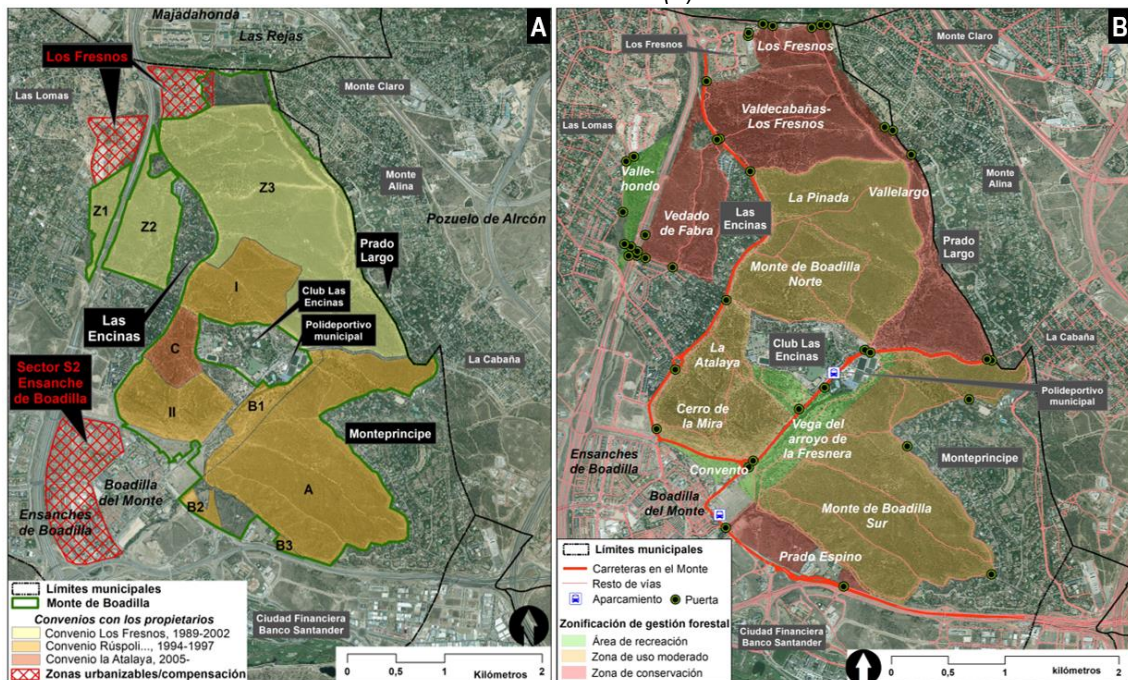 A
Majadahonda
Las Rejas
Los Fresnos
Las Lomas
Monte Claro
Z3
Monte
Alina
Z1
Z2
Pozuelo de Alrcón
Prado
Largo
I
Club Las
Encinas
Las
Encinas
Polideportivo
municipal
C
La Cabaña
Sector S2
Ensanche
de Boadilla
II
B1
Monteprincipe
Boadilla
del Monte
A
Ensanches
de Boadilla
B2
B3
Límites municipales
Monte de Boadilla
Convenios con los propietarios
Convenio Los Fresnos, 1989-2002
Convenio Rúspoli..., 1994-1997
Convenio la Atalaya, 2005-
Zonas urbanizables/compensación
Ciudad Financiera
Banco Santander
0 0,5 1 2
kilómetros
B
Los Fresnos
Los Fresnos
Monte Claro
Valdecabañas-
Los Fresnos
Las Lomas
Valle-
hondo
La Pinada
Vallelargo
Monte
Alina
Vedado
de Fabra
Las
Encinas
Prado
Largo
Monte de Boadilla
Norte
La
Atalaya
Club Las
Encinas
La Cabaña
Polideportivo
municipal
Cerro de
la Mira
Vega del
arroyo de
la Fresnera
Monteprincipe
Ensanches
de Boadilla
Convento
Boadilla
del Monte
Monte de Boadilla
Sur
Prado Espino
Límites municipales
Carreteras en el Monte
Resto de vías
Aparcamiento
Puerta
Zonificación de gestión forestal
Área de recreación
Zona de uso moderado
Zona de conservación
Ciudad Financiera
Banco Santander
0 0,5 1 2
kilómetros